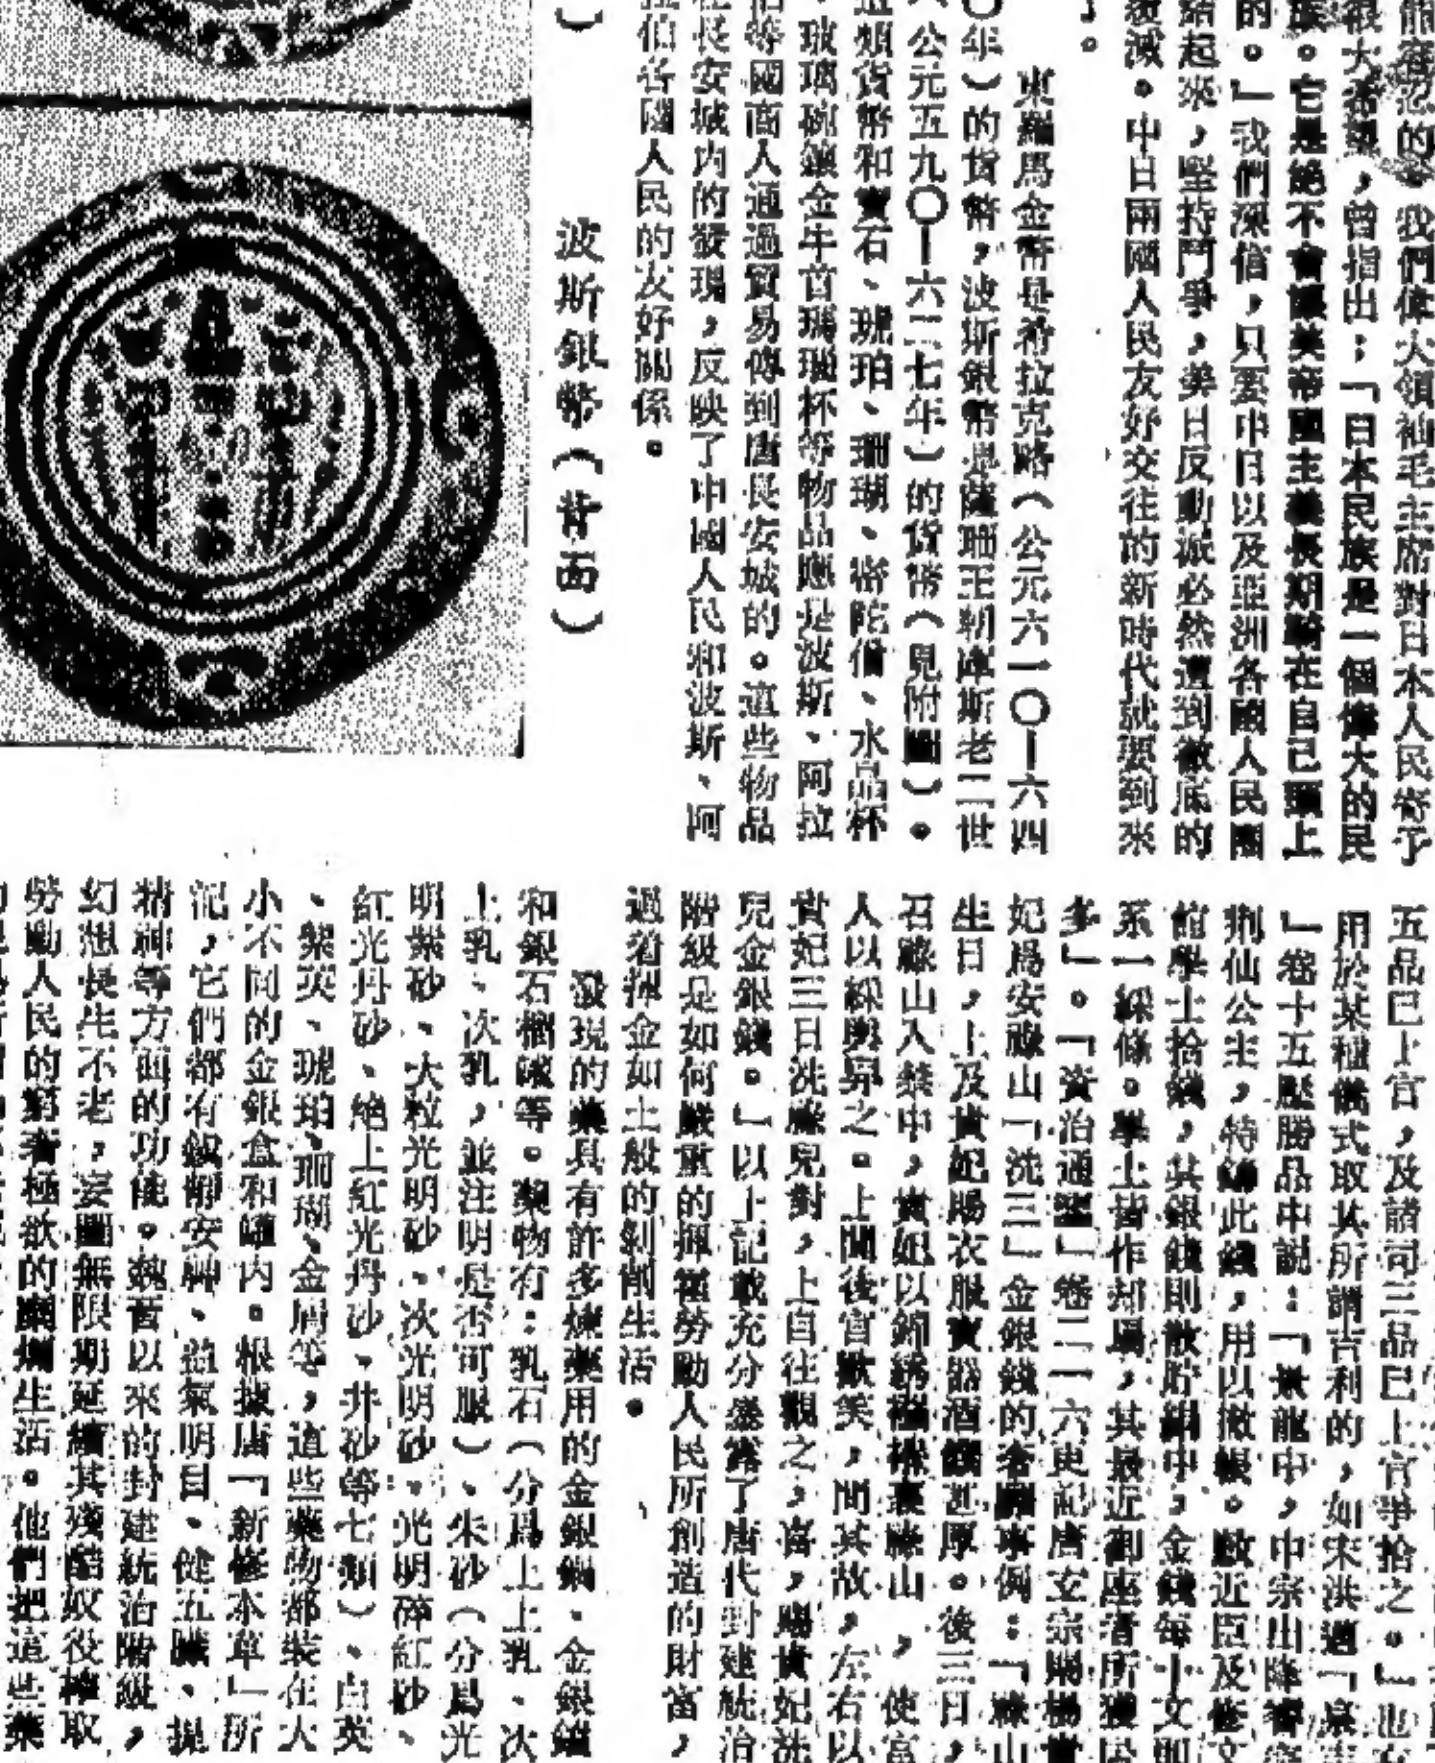 能容忍的。我們偉大領袖毛主席對日本人民寄予
很大希望，曾指出：「日本民族是一個偉大的民
族。它是絕不會讓美帝國主義長期騎在自己頭上
的。」我們深信，只要中日以及亞洲各國人民團
結起來，堅持鬥爭，美日反動派必然遭到徹底的
中日兩國人民友好交往的新時代就要到來
東羅馬金幣是希拉克略（公元六一〇—六四
〇年）的貨幣，波斯銀幣是薩珊王朝庫斯老二世
公元五九〇—六二七年）的貨幣（見附圖）。
這類貨幣和寶石、琥珀、珊瑚、密陀僧、水晶杯
、玻璃碗鑲金牛首瑪瑙杯等物品應是波斯、阿拉
伯等國商人通過貿易傳到唐長安城的。這些物品
在長安城內的發現，反映了中國人民和波斯、阿
拉伯各國人民的友好關係。
波斯銀幣（背面）
五品已上官，及諸司三品已上官爭拾之。」
用於某種儀式取其所謂吉利的，如宋洪遵「泉志
」卷十五壓勝品中說：「景龍中，中宗出降睿宗
荆仙公主，特鑄此錢，用以撒帳。敕近臣及修文
館學士拾錢，其銀錢則散貯絹中，金錢每十文則
系一綵條。學士皆作却扇，其最近御座者所獲居
多」。「資治通鑒」卷二一六更記唐玄宗
妃爲安祿山「洗三」金銀錢的事例：「祿山
生日，上及貴妃賜衣服寶器酒饌甚厚。後三日，
召祿山入禁中，貴妃以錦綉裹祿山，使宮
人以綵輿舁之。上聞後宮歡笑，問其故，左右以
貴妃三日洗祿兒對，上自往觀之，喜，賜貴妃洗
兒金銀錢。」以上記載充分暴露了唐代封建統治
階級是如何嚴重的摧殘勞動人民所創造的財富，
過着揮金如土般的剝削生活。
發現的藥具有許多煉藥用的金銀鍋、金銀鐺
和銀石榴罐等。藥物有：乳石（分爲上上乳、次
上乳、次乳，並注明是否可服）、朱砂（分爲光
明紫砂、大粒光明砂、次光明砂、光明碎紅砂、
紅光丹砂、絕上紅光丹砂、井砂等七類）、白英
、紫英、琥珀、珊瑚、金屑等，這些藥物都裝在大
小不同的金銀盒和罐內。根據唐「新修本草」所
記，它們都有鎮靜安神、益氣明目、健五臟、提
精神等方面的功能。魏晋以來的封建統治階級，
幻想長生不老，妄圖無限期延續其殘酷奴役榨取
勞動人民的窮奢極欲的腐爛生活。他們把這些藥